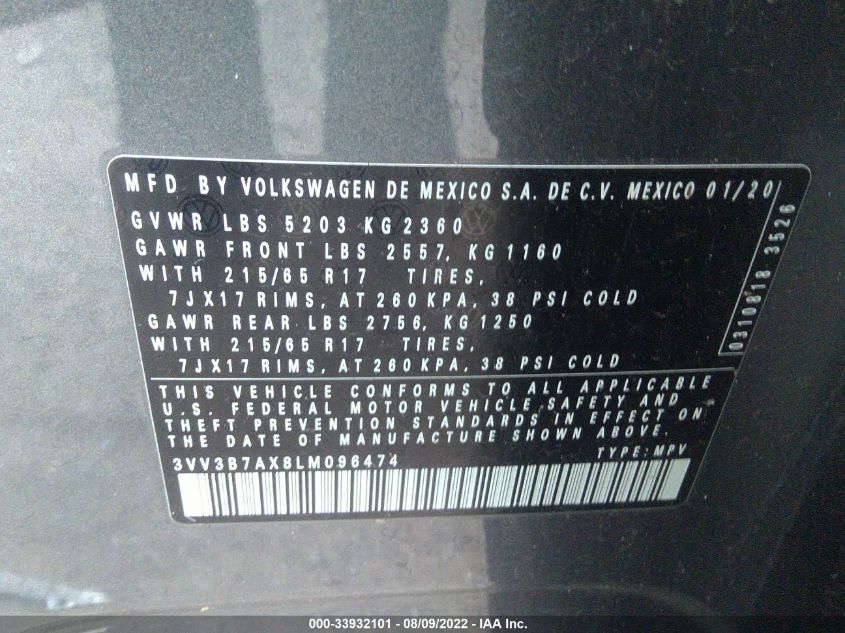 MFD BY VOLKSWAGEN DE MEXICO S.A. DE C.V. MEXICO 01/20
GVWR LBS 5203 KG 2360
GAWR FRONT LBS 2557, KG 1160
WITH 215/65 R17 TIRES,
7JX17 RIMS, AT 260 KPA, 38 PSI COLD
GAWR REAR LBS 2756, KG 1250
WITH 215/65 R17 TIRES,
7JX17 RIMS, AT 260 KPA, 38 PSI COLD
0310818 3526
THIS VEHICLE CONFORMS TO ALL APPLICABLE
U.S. FEDERAL MOTOR VEHICLE SAFETY AND
THEFT PREVENTION STANDARDS IN EFFECT ON
THE DATE OF MANUFACTURE SHOWN ABOVE.
3VV3B7AX8LM096474 TYPE: MPV
000-33932101 - 08/09/2022 - IAA Inc.